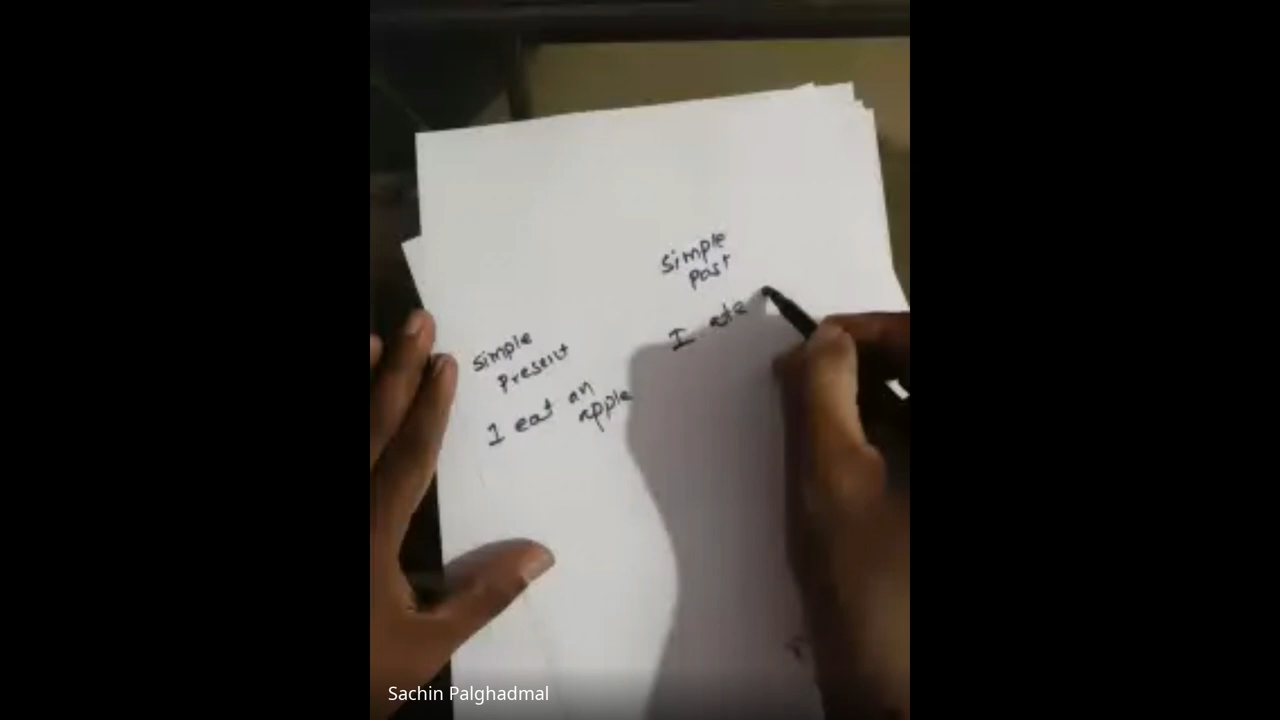 simple
past
I ate
simple
present
I eat an
apple
Sachin Palghadmal